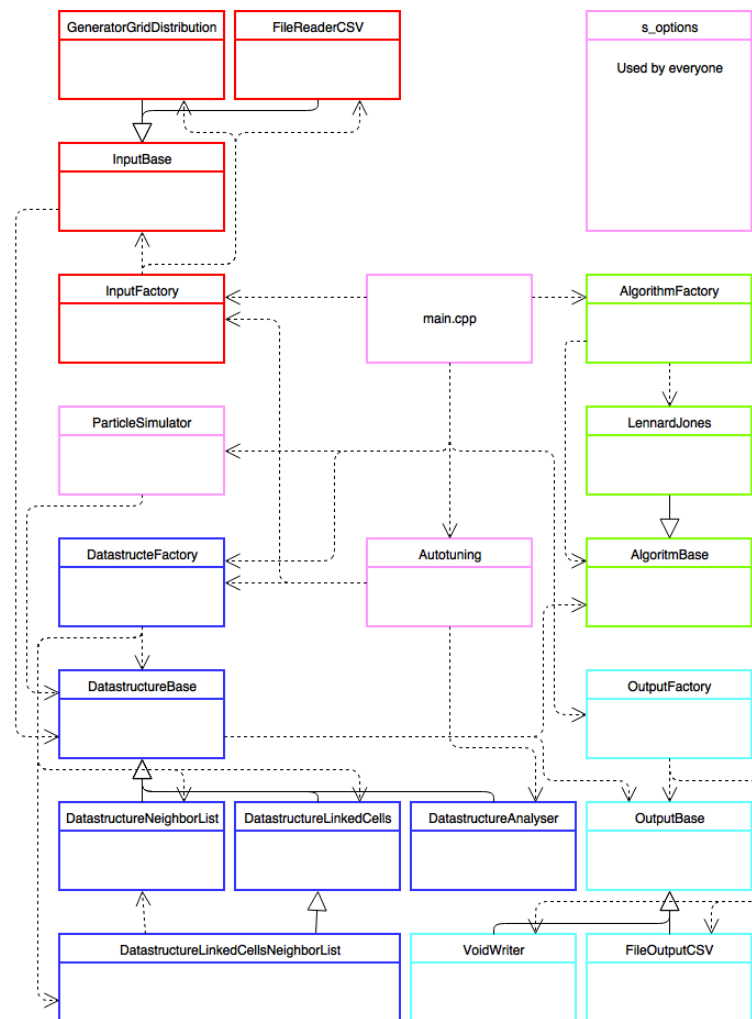 GeneratorGridDistribution
FileReaderCSV
s_options
Used by everyone
InputBase
InputFactory
main.cpp
AlgorithmFactory
ParticleSimulator
LennardJones
DatastructeFactory
Autotuning
AlgoritmBase
DatastructureBase
OutputFactory
DatastructureNeighborList
DatastructureLinkedCells
DatastructureAnalyser
OutputBase
DatastructureLinkedCellsNeighborList
VoidWriter
FileOutputCSV